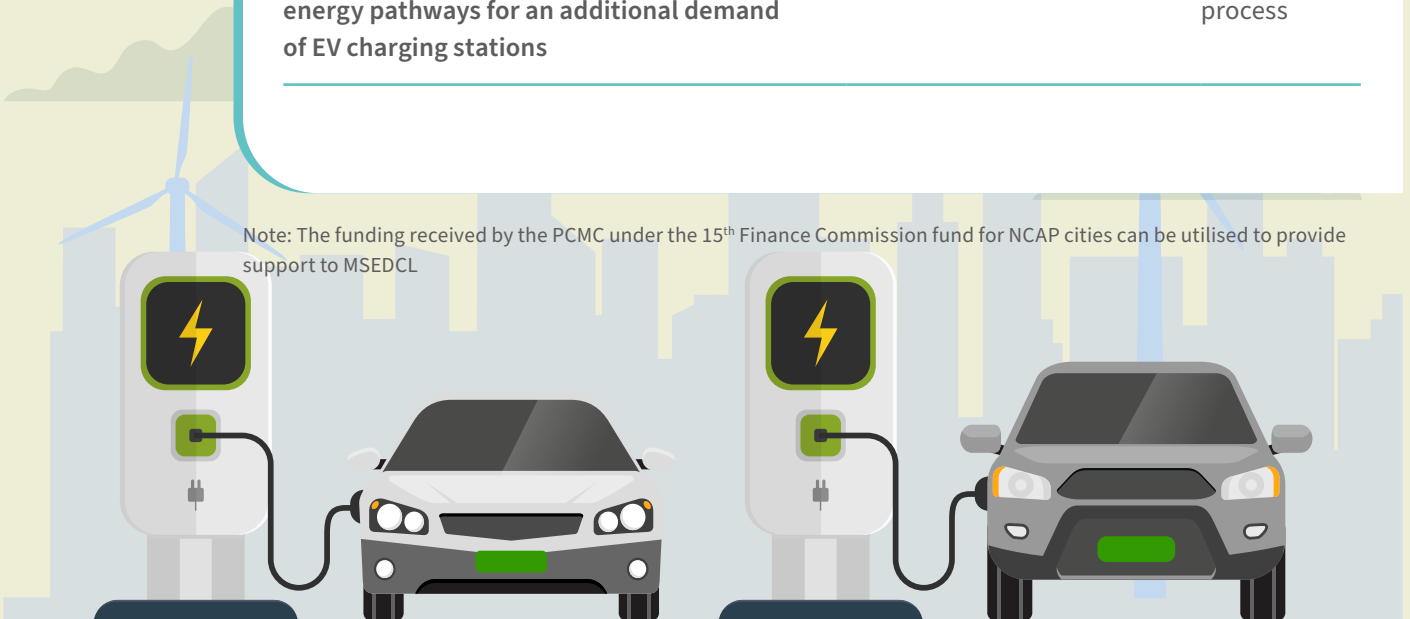 energy pathways for an additional demand
process
of EV charging stations
Note: The funding received by the PCMC under the 15th Finance Commission fund for NCAP cities can be utilised to provide
support to MSEDCL